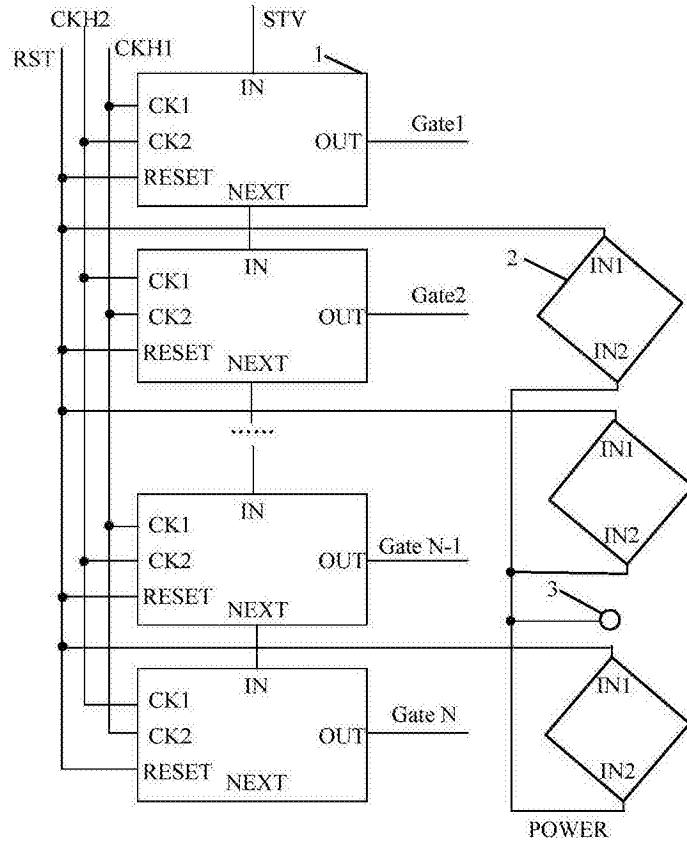 CKH2
STV
RST
CKH1
1
IN
CK1
CK2
RESET
OUT
NEXT
Gate1
IN
CK1
CK2
RESET
OUT
NEXT
Gate2
2
IN1
IN2
IN1
IN2
IN
CK1
CK2
RESET
OUT
NEXT
Gate N-1
3
IN
CK1
CK2
RESET
OUT
NEXT
Gate N
IN1
IN2
POWER